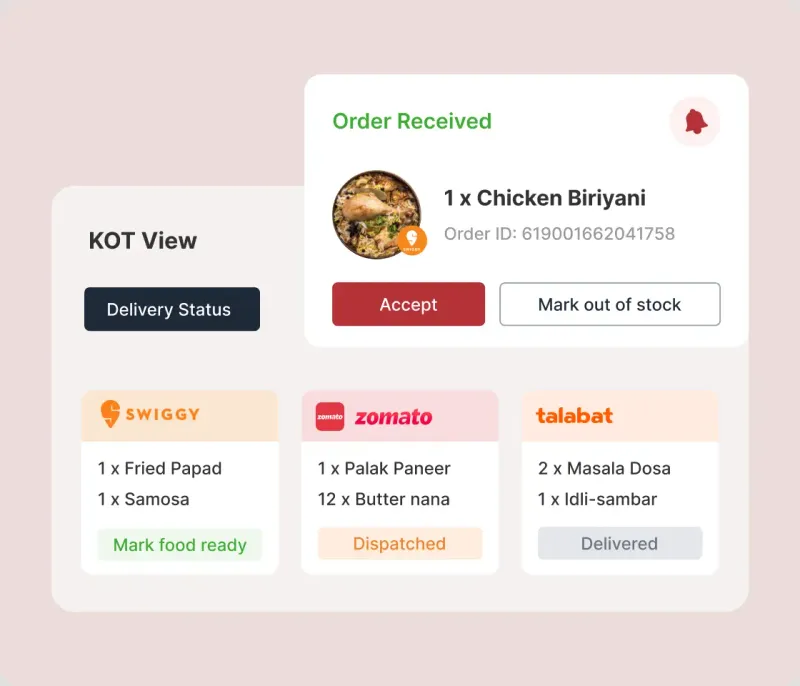 Order Received
1 x Chicken Biriyani
Order ID: 619001662041758
Accept
Mark out of stock
KOT View
Delivery Status
SWIGGY
1 x Fried Papad
1 x Samosa
Mark food ready
zomato
zomato
1 x Palak Paneer
12 x Butter nana
Dispatched
talabat
2 x Masala Dosa
1 x Idli-sambar
Delivered